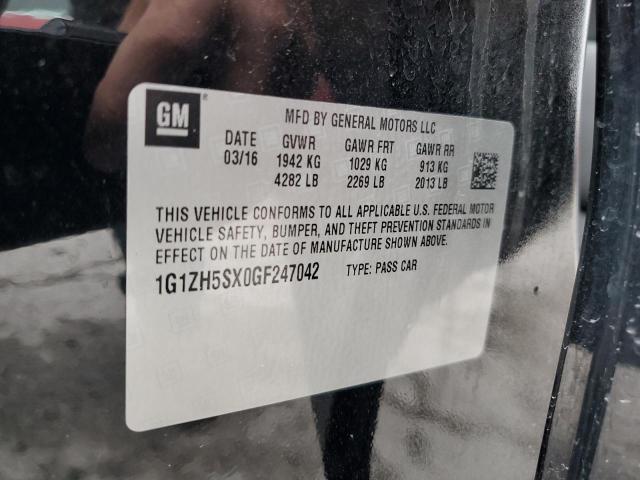 GM ®
MFD BY GENERAL MOTORS LLC
DATE GVWR GAWR FRT GAWR RR
03/16 1942 KG 1029 KG 913 KG
4282 LB 2269 LB 2013 LB
THIS VEHICLE CONFORMS TO ALL APPLICABLE U.S. FEDERAL MOTOR
VEHICLE SAFETY, BUMPER, AND THEFT PREVENTION STANDARDS IN
EFFECT ON THE DATE OF MANUFACTURE SHOWN ABOVE.
1G1ZH5SX0GF247042 TYPE: PASS CAR